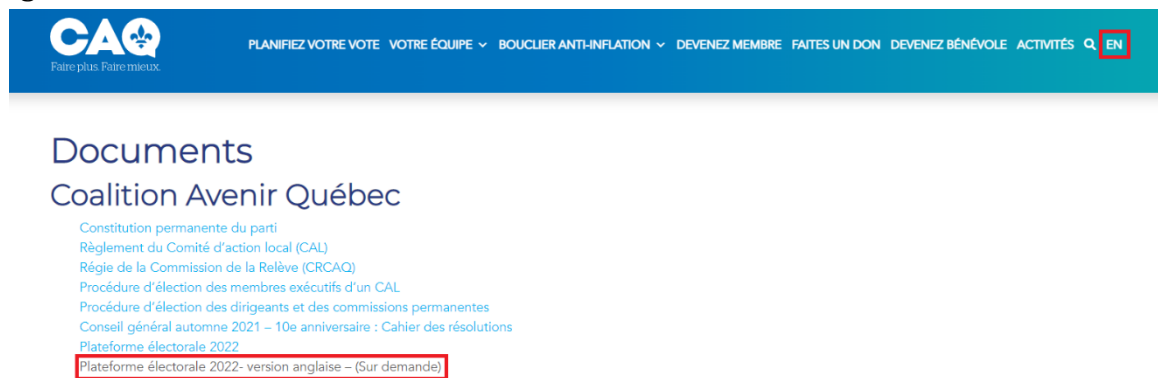 CAQ
Faire plus. Faire mieux.
PLANIFIEZ VOTRE VOTE VOTRE ÉQUIPE BOUCLIER ANTI-INFLATION DEVENEZ MEMBRE FAITES UN DON DEVENEZ BÉNÉVOLE ACTIVITÉS EN
Documents
Coalition Avenir Québec
Constitution permanente du parti
Règlement du Comité d'action local (CAL)
Régie de la Commission de la Relève (CRCAQ)
Procédure d'élection des membres exécutifs d'un CAL
Procédure d'élection des dirigeants et des commissions permanentes
Conseil général automne 2021 – 10e anniversaire : Cahier des résolutions
Plateforme électorale 2022
Plateforme électorale 2022- version anglaise – (Sur demande)